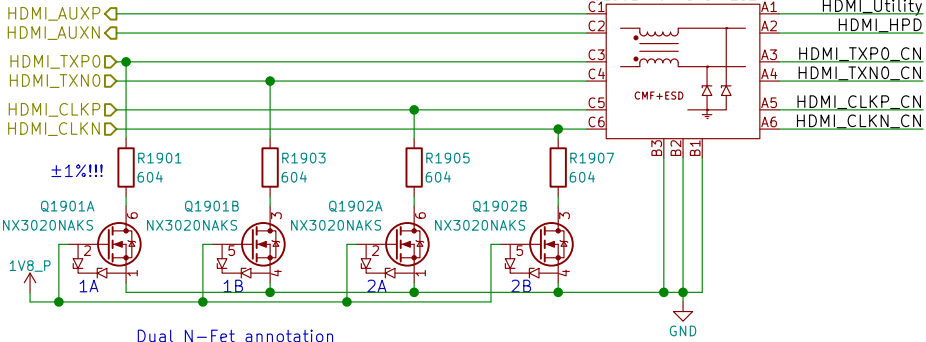 HDMI_AUXP C1 A1 HDMI_Utility
HDMI_AUXN C2 A2 HDMI_HPD
HDMI_TXP0 C3 A3 HDMI_TXP0_CN
HDMI_TXN0 C4 A4 HDMI_TXN0_CN
CMF+ESD
HDMI_CLKP C5 A5 HDMI_CLKP_CN
HDMI_CLKN C6 A6 HDMI_CLKN_CN
B3 B2 B1
±1%!!!
R1901 R1903 R1905 R1907
604 604 604 604
Q1901A Q1901B Q1902A Q1902B
NX3020NAKS NX3020NAKS NX3020NAKS NX3020NAKS
6 3 6 3
2 5 2 5
1V8_P
1 4 1 4
1A 1B 2A 2B
GND
Dual N-Fet annotation